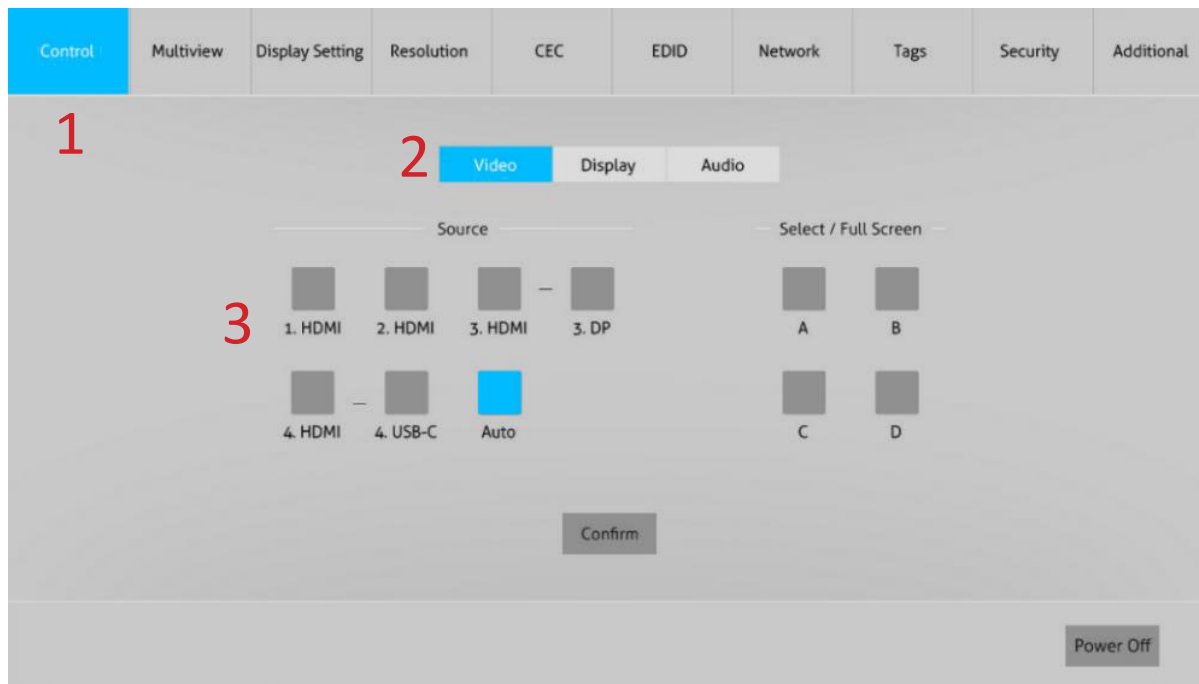 Control Multiview Display Setting Resolution CEC EDID Network Tags Security Additional
1
2 Video Display Audio
Source Select / Full Screen
3 1. HDMI 2. HDMI 3. HDMI – 3. DP A B
4. HDMI – 4. USB-C Auto C D
Confirm
Power Off